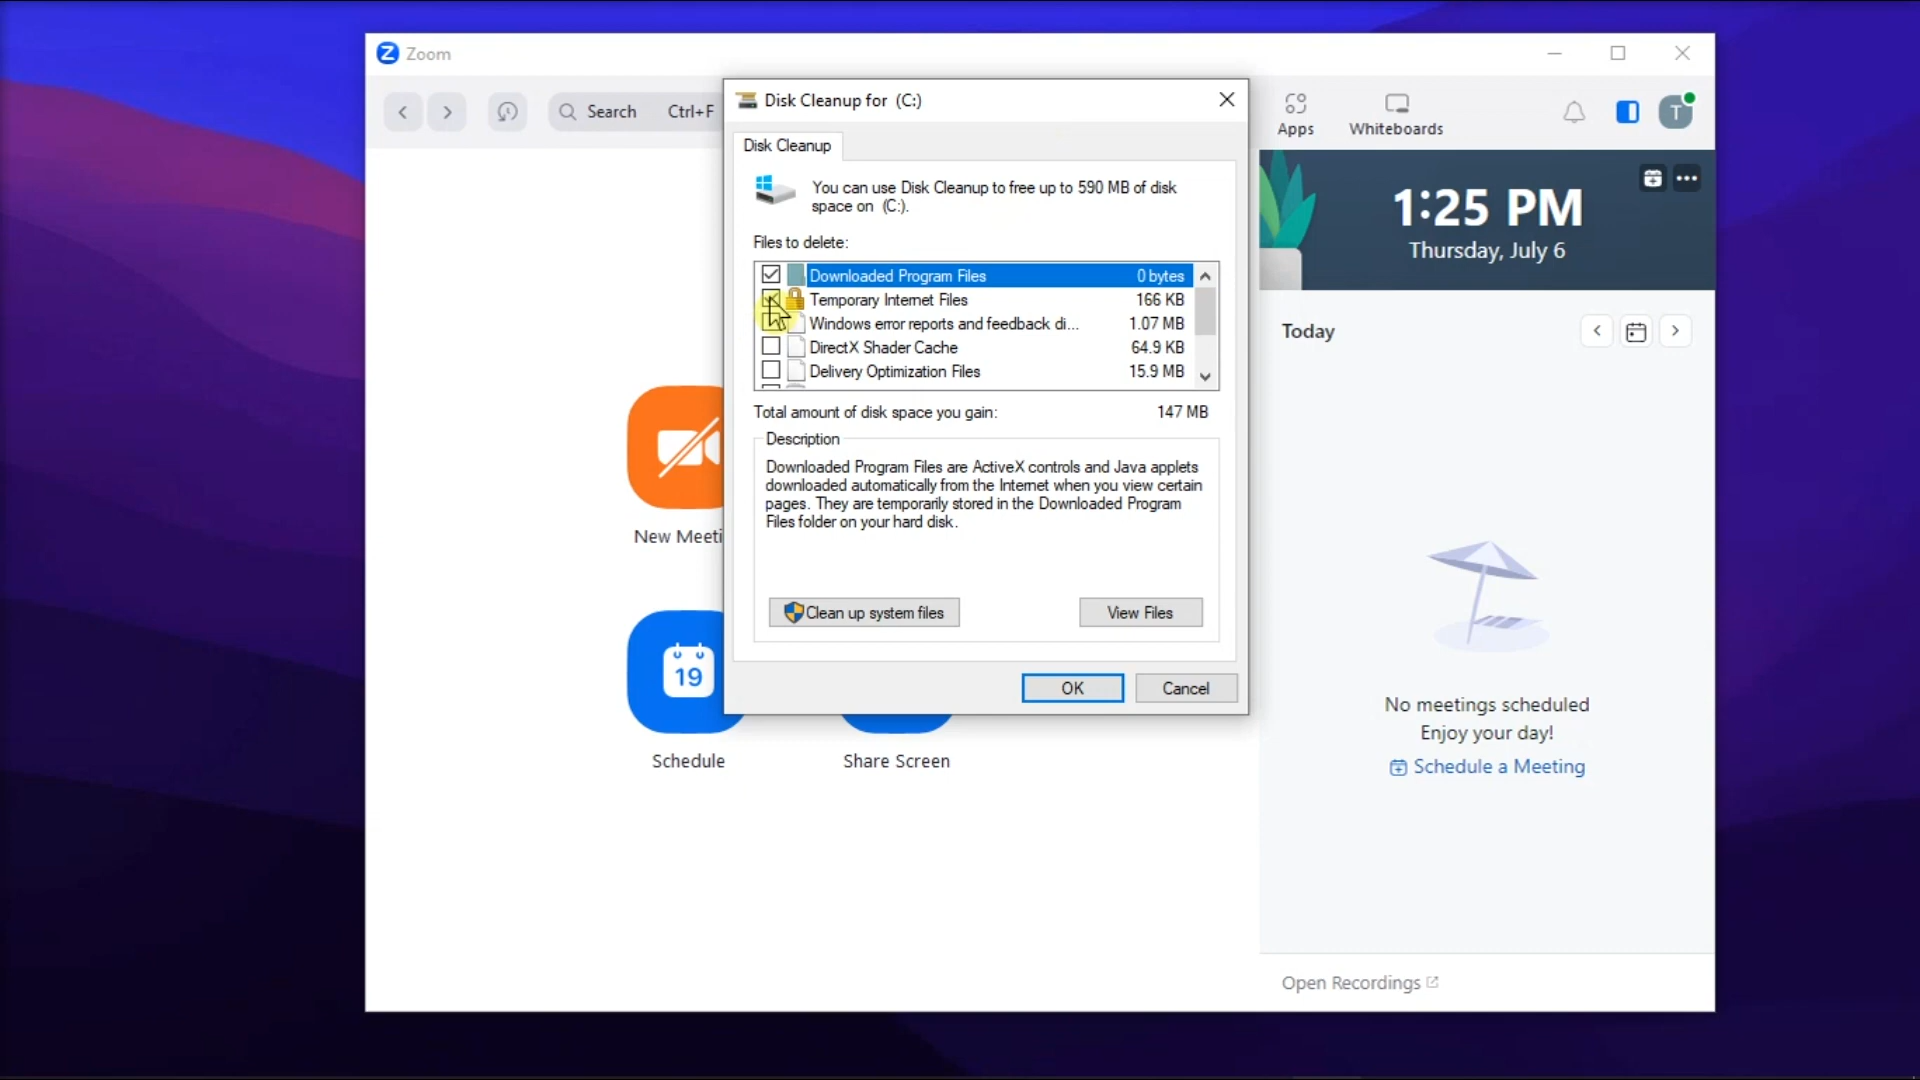 Zoom
Search Ctrl+F
Apps
Whiteboards
T
Disk Cleanup for (C:)
Disk Cleanup
You can use Disk Cleanup to free up to 590 MB of disk
space on (C:).
Files to delete:
Downloaded Program Files 0 bytes
Temporary Internet Files 166 KB
Windows error reports and feedback di... 1.07 MB
DirectX Shader Cache 64.9 KB
Delivery Optimization Files 15.9 MB
Total amount of disk space you gain: 147 MB
Description
Downloaded Program Files are ActiveX controls and Java applets
downloaded automatically from the Internet when you view certain
pages. They are temporarily stored in the Downloaded Program
Files folder on your hard disk.
Clean up system files
View Files
OK
Cancel
New Meeti
19
Schedule
Share Screen
1:25 PM
Thursday, July 6
Today
No meetings scheduled
Enjoy your day!
Schedule a Meeting
Open Recordings